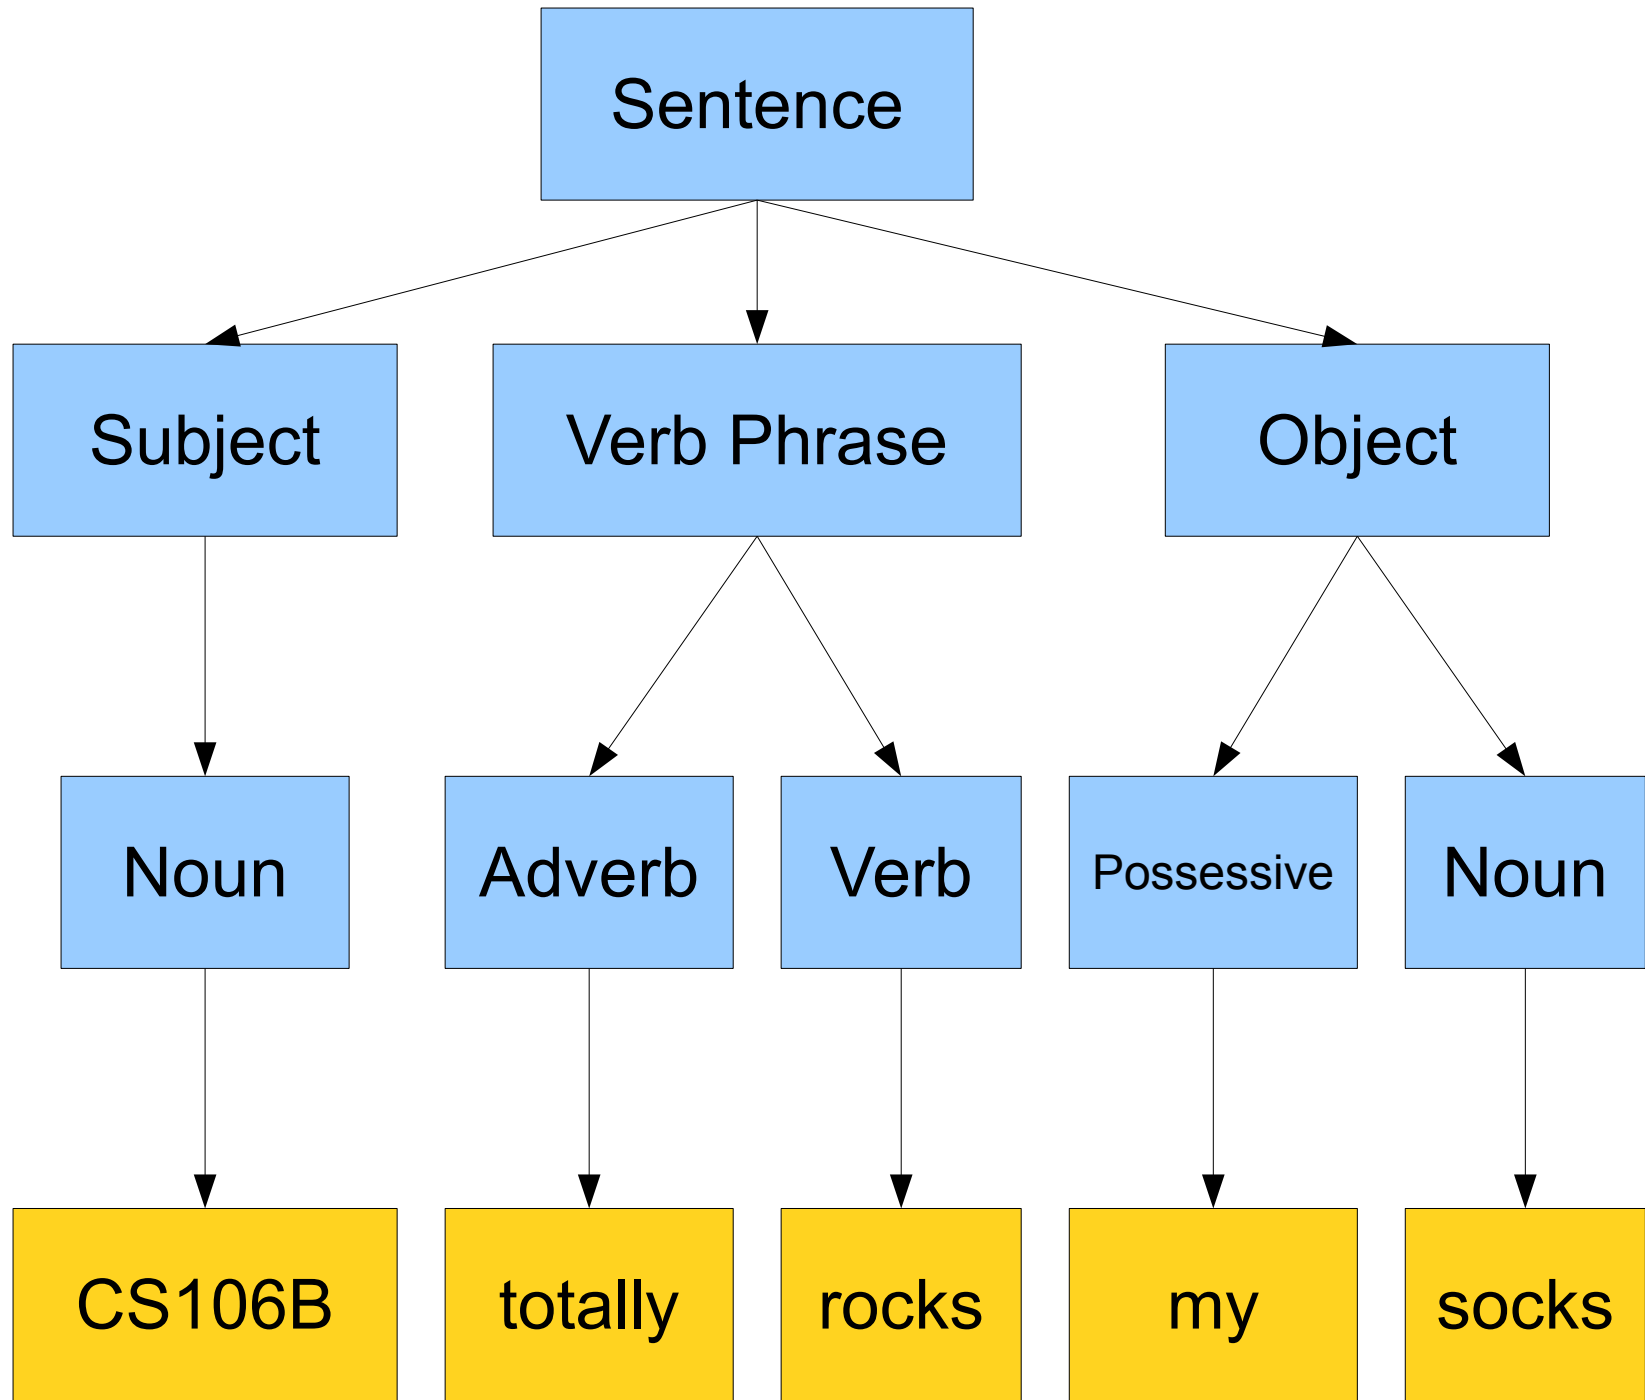 Sentence
Subject
Verb Phrase
Object
Noun
Adverb
Verb
Possessive
Noun
CS106B
totally
rocks
my
socks